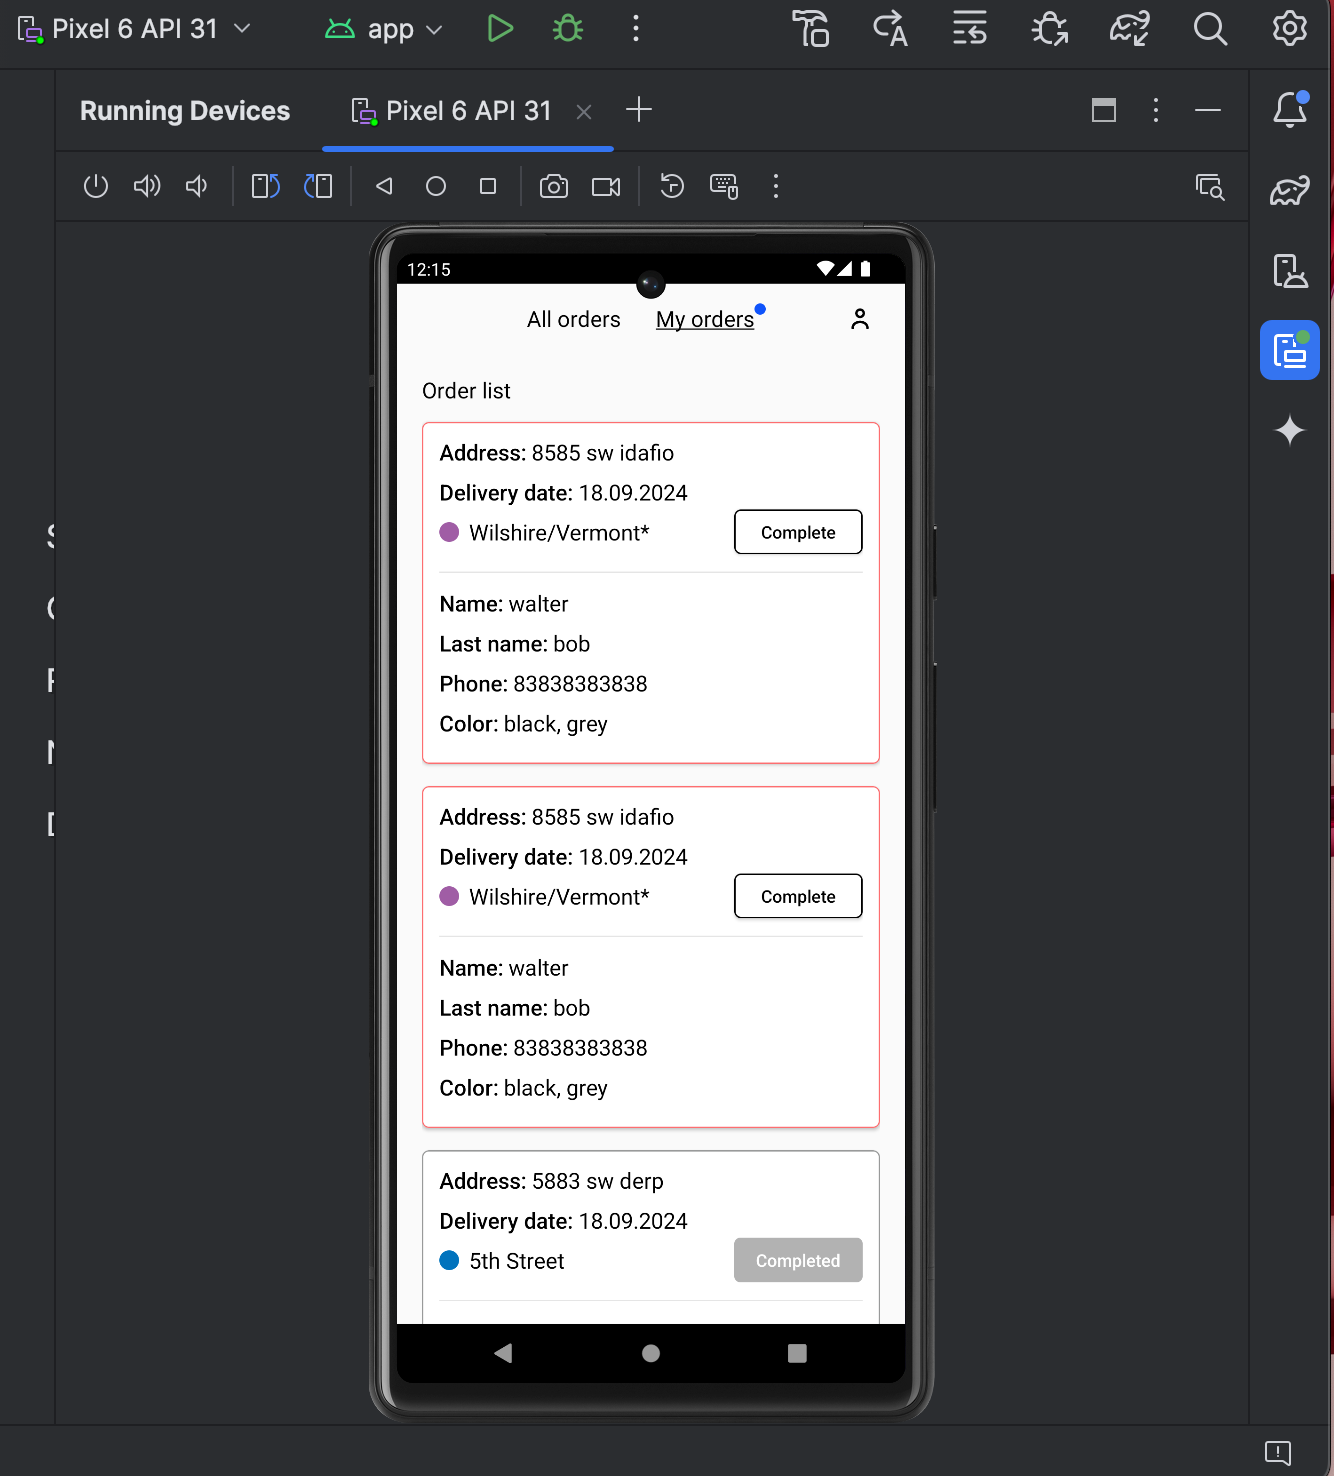 Pixel 6 API 31
app
Running Devices
Pixel 6 API 31
12:15
All orders
My orders
Order list
Address: 8585 sw idafio
Delivery date: 18.09.2024
Wilshire/Vermont*
Complete
Name: walter
Last name: bob
Phone: 83838383838
Color: black, grey
Address: 8585 sw idafio
Delivery date: 18.09.2024
Wilshire/Vermont*
Complete
Name: walter
Last name: bob
Phone: 83838383838
Color: black, grey
Address: 5883 sw derp
Delivery date: 18.09.2024
5th Street
Completed